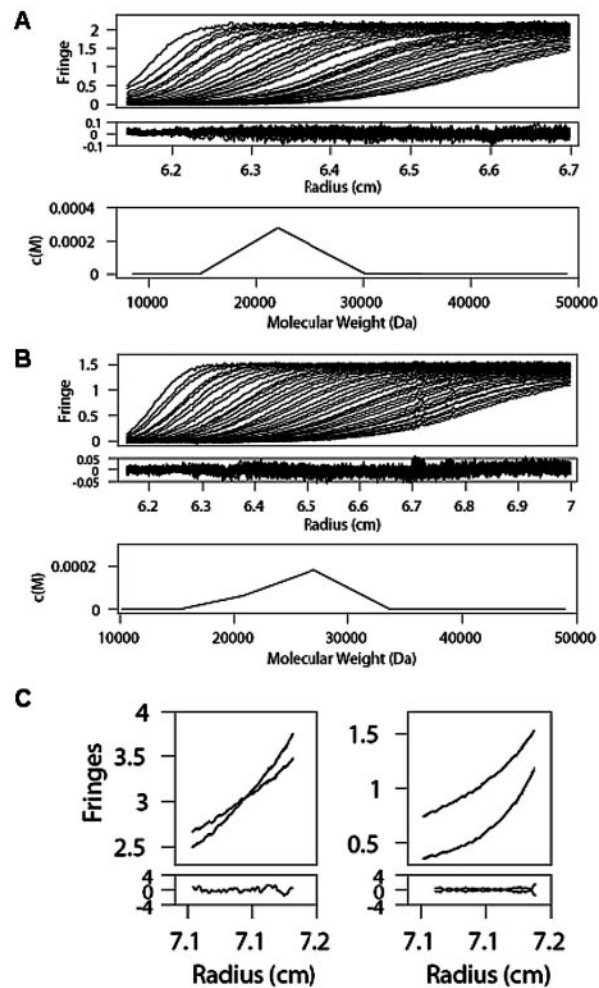 A
Fringe
2
1.5
1
0.5
0
0.1
0
-0.1
6.2 6.3 6.4 6.5 6.6 6.7
Radius (cm)
c(M)
0.0004
0.0002
0
10000 20000 30000 40000 50000
Molecular Weight (Da)
B
Fringe
1.5
1
0.5
0
0.05
0
-0.05
6.2 6.3 6.4 6.5 6.6 6.7 6.8 6.9 7
Radius (cm)
c(M)
0.0002
0
10000 20000 30000 40000 50000
Molecular Weight (Da)
C
Fringes
4
3.5
3
2.5
4
0
-4
7.1 7.1 7.2
Radius (cm)
1.5
1
0.5
4
0
-4
7.1 7.1 7.2
Radius (cm)